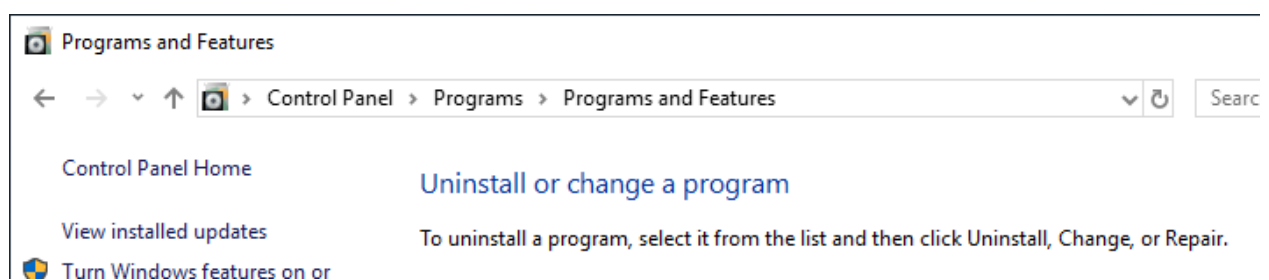 Programs and Features
Control Panel > Programs > Programs and Features
Searc
Control Panel Home
Uninstall or change a program
View installed updates
To uninstall a program, select it from the list and then click Uninstall, Change, or Repair.
Turn Windows features on or